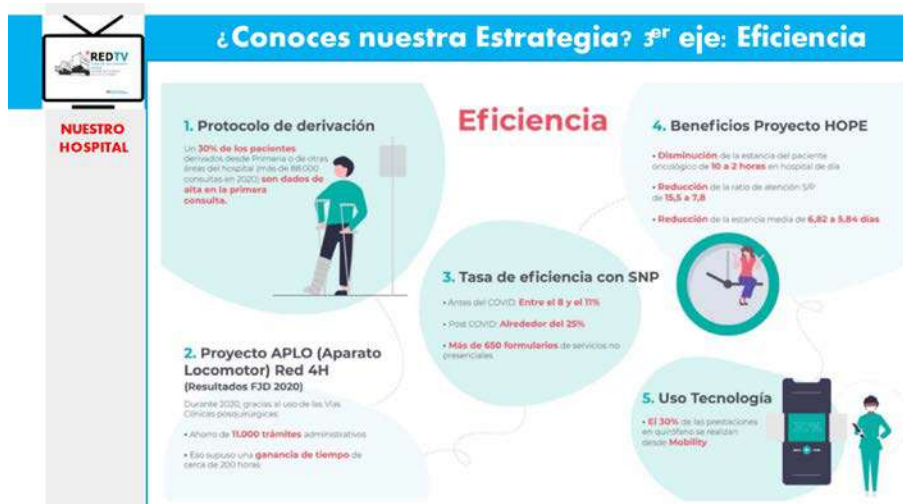 ¿Conoces nuestra Estrategia? 3er eje: Eficiencia
REDTV
NUESTRO
HOSPITAL
Eficiencia
1. Protocolo de derivación
Un 30% de los pacientes
derivados desde Primaria o de otras
áreas del hospital (más de 88.000
consultas en 2020) son dados de
alta en la primera
consulta.
2. Proyecto APLO (Aparato
Locomotor) Red 4H
(Resultados FJD 2020)
Durante 2020, gracias al uso de las Vías
Clínicas posquirúrgicas:
• Ahorro de 11.000 trámites administrativos
• Eso supuso una ganancia de tiempo de
cerca de 200 horas
3. Tasa de eficiencia con SNP
• Antes del COVID: Entre el 8 y el 11%
• Post COVID: Alrededor del 25%
• Más de 650 formularios de servicios no
presenciales
4. Beneficios Proyecto HOPE
• Disminución de la estancia del paciente
oncológico de 10 a 2 horas en hospital de día
• Reducción de la ratio de atención S/P
de 15,5 a 7,8
• Reducción de la estancia media de 6,82 a 5,84 días
5. Uso Tecnología
• El 30% de las prestaciones
en quirófano se realizan
desde Mobility
30%